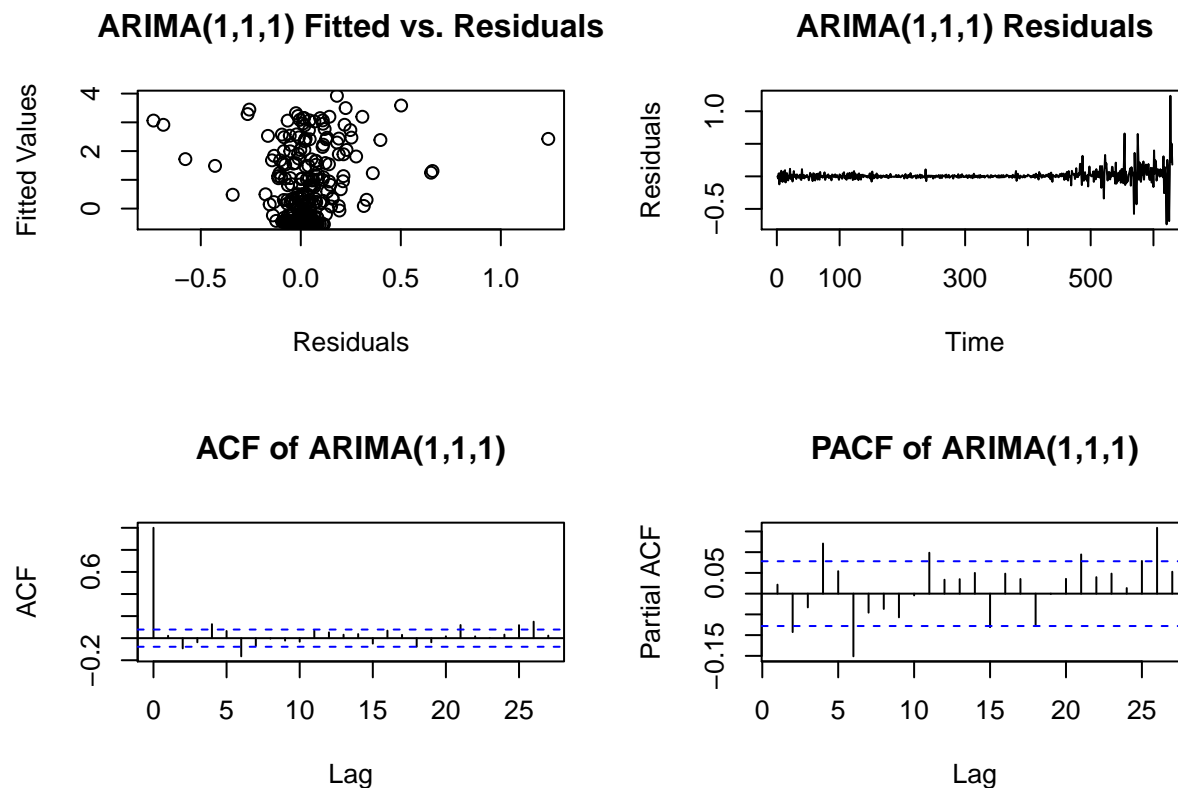 ARIMA(1,1,1) Fitted vs. Residuals
Fitted Values
4
2
0
−0.5
0.0
0.5
1.0
Residuals
ARIMA(1,1,1) Residuals
Residuals
1.0
−0.5
0
100
300
500
Time
ACF of ARIMA(1,1,1)
ACF
0.6
−0.2
0
5
10
15
20
25
Lag
PACF of ARIMA(1,1,1)
Partial ACF
0.05
−0.15
0
5
10
15
20
25
Lag